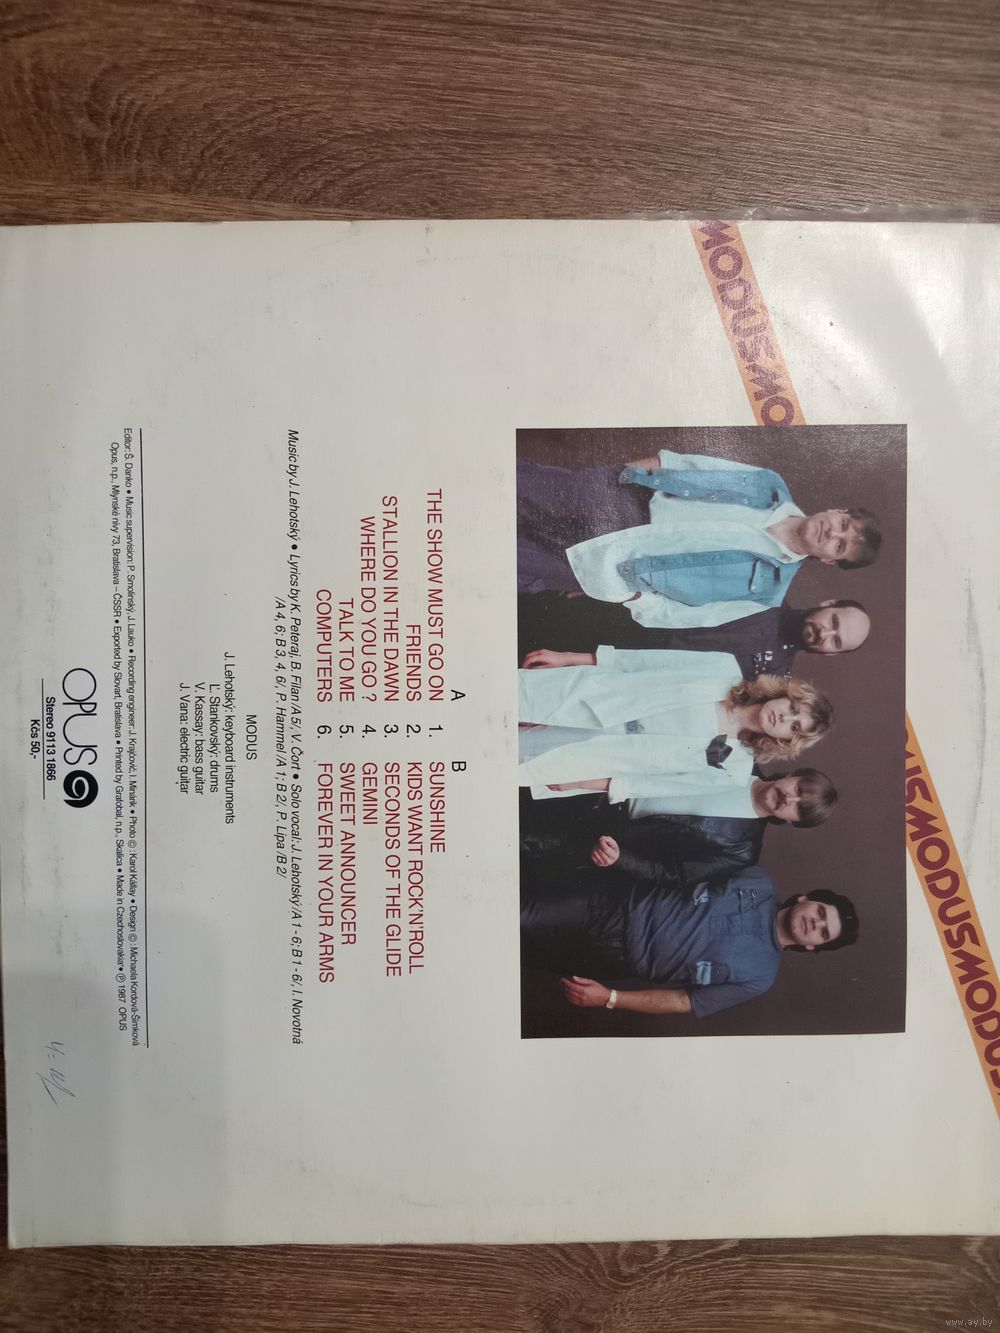 MODUSMO
DUSMODUSMODUS
A B
THE SHOW MUST GO ON 1. SUNSHINE
FRIENDS 2. KIDS WANT ROCK'N'ROLL
STALLION IN THE DAWN 3. SECONDS OF THE GLIDE
WHERE DO YOU GO ? 4. GEMINI
TALK TO ME 5. SWEET ANNOUNCER
COMPUTERS 6. FOREVER IN YOUR ARMS
Music by J. Lehotský • Lyrics by K. Peteraj, B. Filan /A 5/, V. Čort • Solo vocal: J. Lehotský /A 1 - 6; B 1 - 6/, I. Novotná
/A 4, 6; B 3, 4, 6/, P. Hammel /A 1; B 2/, P. Lipa /B 2/
MODUS
J. Lehotský: keyboard instruments
Ľ. Stankovský: drums
V. Kassay: bass guitar
J. Vana: electric guitar
Editor: Š. Danko • Music supervision: P. Smolinský, J. Lauko • Recording engineer: J. Krajčovič, I. Minárik • Photo © : Karol Kállay • Design © : Michaela Kordová-Šimková
Opus, n.p., Mlynské nivy 73, Bratislava – ČSSR • Exported by Slovart, Bratislava • Printed by Grafobal, n.p., Skalica • Made in Czechoslovakia • ℗ 1987 OPUS
OPUS
Stereo 9113 1866
Kčs 50,-
www.ay.by